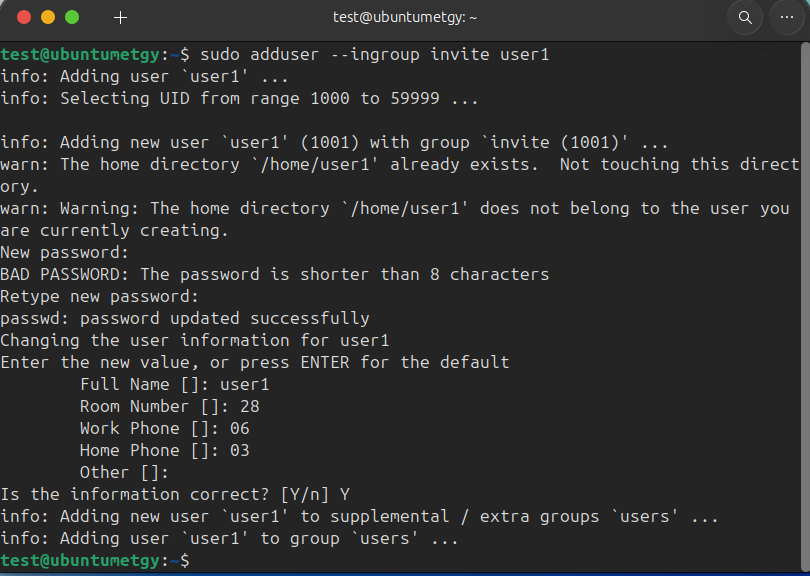 test@ubuntumetgy: ~
test@ubuntumetgy:~$ sudo adduser --ingroup invite user1
info: Adding user `user1' ...
info: Selecting UID from range 1000 to 59999 ...
info: Adding new user `user1' (1001) with group `invite (1001)' ...
warn: The home directory `/home/user1' already exists.  Not touching this direct
ory.
warn: Warning: The home directory `/home/user1' does not belong to the user you
are currently creating.
New password:
BAD PASSWORD: The password is shorter than 8 characters
Retype new password:
passwd: password updated successfully
Changing the user information for user1
Enter the new value, or press ENTER for the default
        Full Name []: user1
        Room Number []: 28
        Work Phone []: 06
        Home Phone []: 03
        Other []:
Is the information correct? [Y/n] Y
info: Adding new user `user1' to supplemental / extra groups `users' ...
info: Adding user `user1' to group `users' ...
test@ubuntumetgy:~$